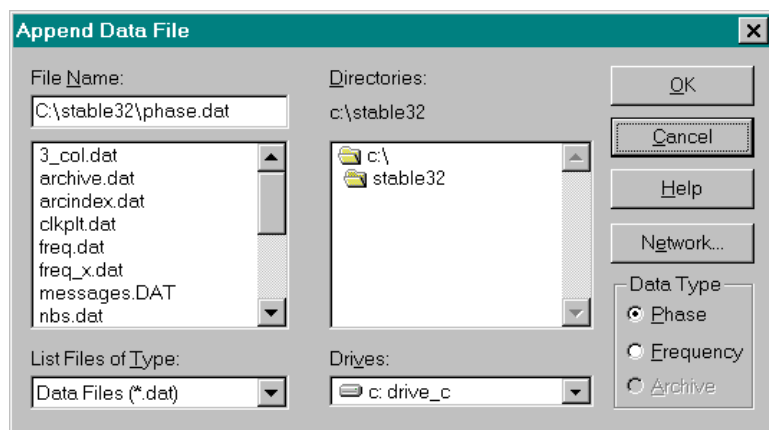 Append Data File
File Name:
C:\stable32\phase.dat
3_col.dat
archive.dat
arcindex.dat
clkplt.dat
freq.dat
freq_x.dat
messages.DAT
nbs.dat
List Files of Type:
Data Files (*.dat)
Directories:
c:\stable32
c:\
stable32
Drives:
c: drive_c
OK
Cancel
Help
Network...
Data Type
Phase
Frequency
Archive